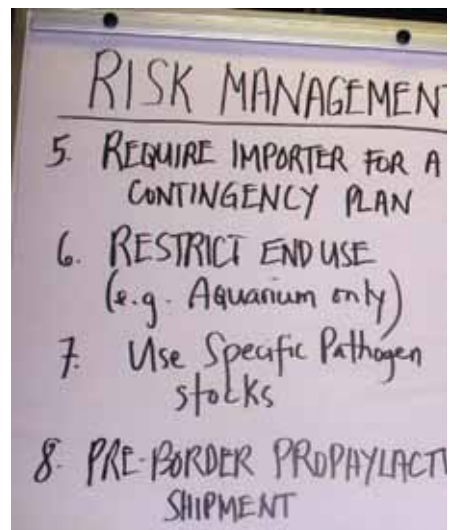 RISK MANAGEMENT
5. REQUIRE IMPORTER FOR A
CONTINGENCY PLAN
6. RESTRICT END USE
(e.g. Aquarium only)
7. Use Specific Pathogen
stocks
8. PRE-BORDER PROPHYLACTI
SHIPMENT